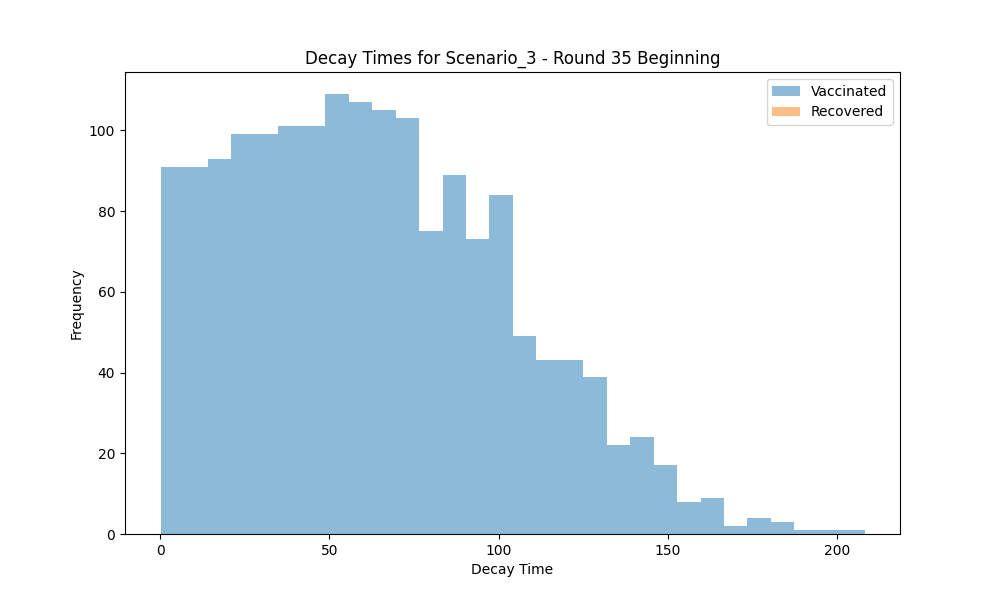 Decay Times for Scenario_3 - Round 35 Beginning
Vaccinated
Recovered
100
80
60
40
20
0
Frequency
0 50 100 150 200
Decay Time